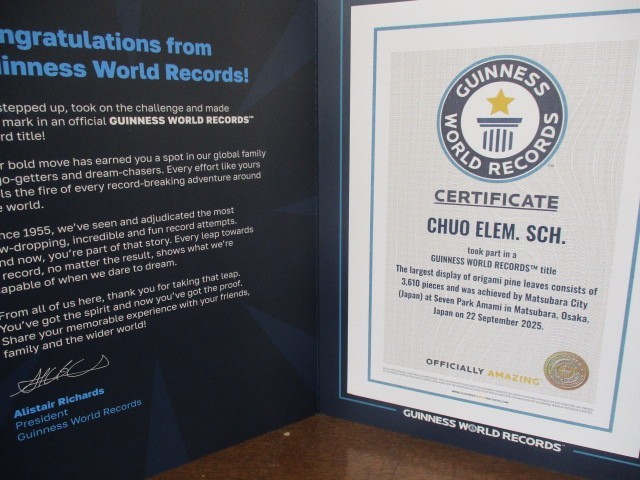 ngratulations from
inness World Records!
stepped up, took on the challenge and made
mark in an official GUINNESS WORLD RECORDS™
rd title!
r bold move has earned you a spot in our global family
go-getters and dream-chasers. Every effort like yours
ls the fire of every record-breaking adventure around
e world.
nce 1955, we've seen and adjudicated the most
w-dropping, incredible and fun record attempts.
nd now, you're part of that story. Every leap towards
record, no matter the result, shows what we're
apable of when we dare to dream.
From all of us here, thank you for taking that leap.
You've got the spirit and now you've got the proof.
Share your memorable experience with your friends,
family and the wider world!
Alistair Richards
President
Guinness World Records
GUINNESS
WORLD RECORDS
CERTIFICATE
CHUO ELEM. SCH.
took part in a
GUINNESS WORLD RECORDS™ title
The largest display of origami pine leaves consists of
3,610 pieces and was achieved by Matsubara City
(Japan) at Seven Park Amami in Matsubara, Osaka,
Japan on 22 September 2025.
OFFICIALLY AMAZING™
GUINNESS WORLD RECORDS™